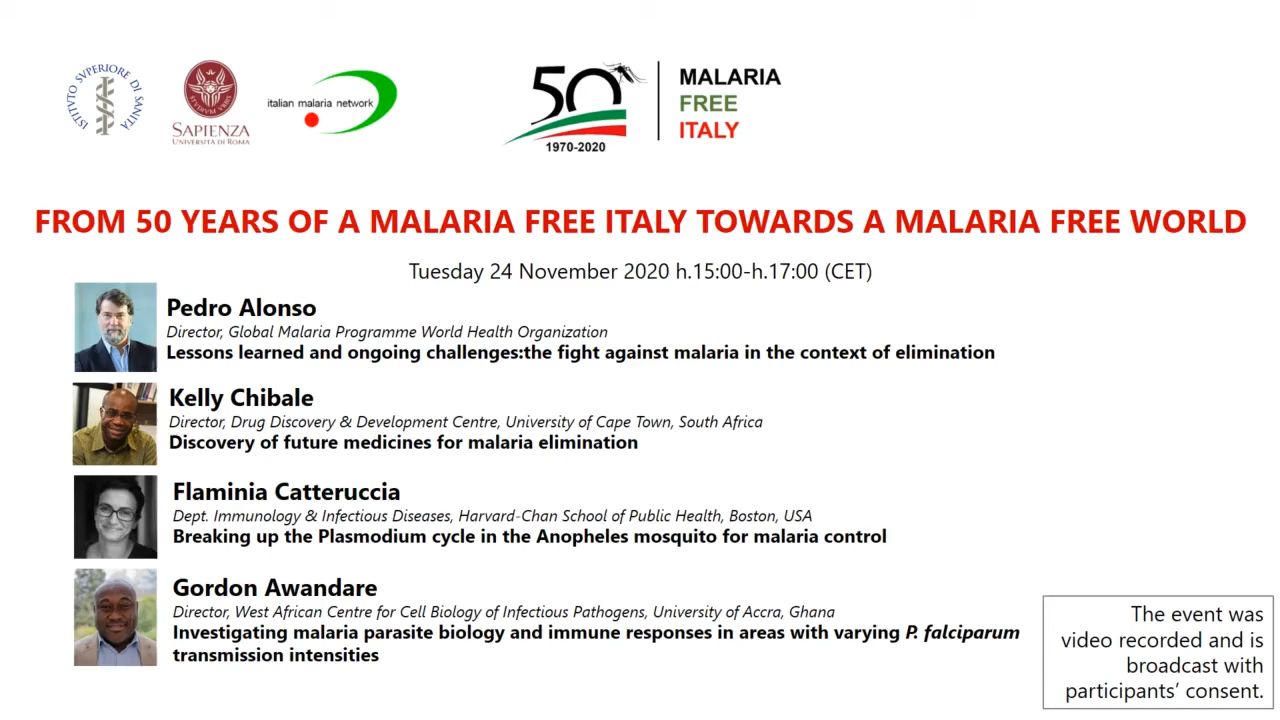 ISTITVTO SVPERIORE DI SANITÀ
SAPIENZA
UNIVERSITÀ DI ROMA
italian malaria network
50
1970-2020
MALARIA
FREE
ITALY
FROM 50 YEARS OF A MALARIA FREE ITALY TOWARDS A MALARIA FREE WORLD
Tuesday 24 November 2020 h.15:00-h.17:00 (CET)
Pedro Alonso
Director, Global Malaria Programme World Health Organization
Lessons learned and ongoing challenges:the fight against malaria in the context of elimination
Kelly Chibale
Director, Drug Discovery & Development Centre, University of Cape Town, South Africa
Discovery of future medicines for malaria elimination
Flaminia Catteruccia
Dept. Immunology & Infectious Diseases, Harvard-Chan School of Public Health, Boston, USA
Breaking up the Plasmodium cycle in the Anopheles mosquito for malaria control
Gordon Awandare
Director, West African Centre for Cell Biology of Infectious Pathogens, University of Accra, Ghana
Investigating malaria parasite biology and immune responses in areas with varying P. falciparum
transmission intensities
The event was
video recorded and is
broadcast with
participants’ consent.